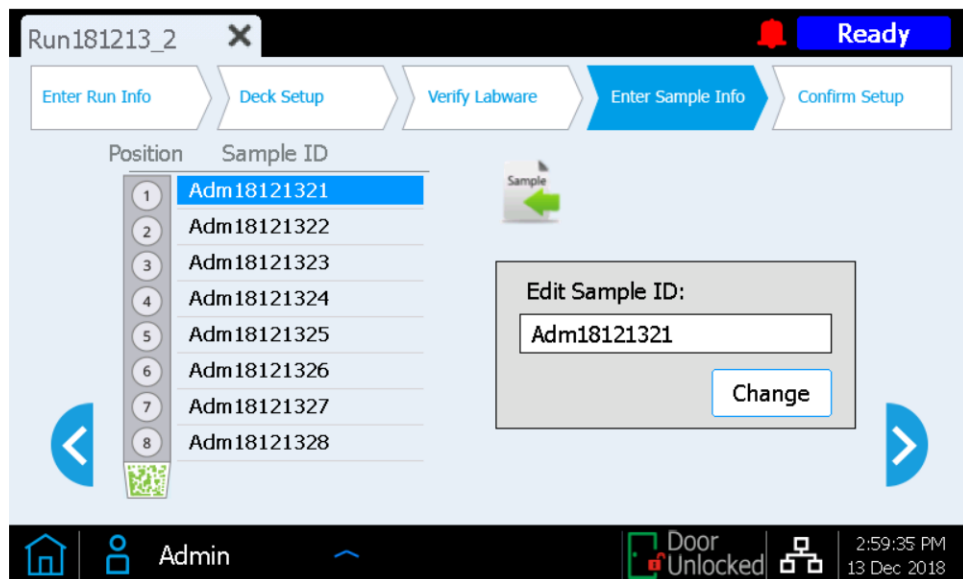 Run181213_2
Ready
Enter Run Info
Deck Setup
Verify Labware
Enter Sample Info
Confirm Setup
Position Sample ID
1 Adm18121321
2 Adm18121322
3 Adm18121323
4 Adm18121324
5 Adm18121325
6 Adm18121326
7 Adm18121327
8 Adm18121328
Sample
Edit Sample ID:
Adm18121321
Change
Admin
Door
Unlocked
2:59:35 PM
13 Dec 2018